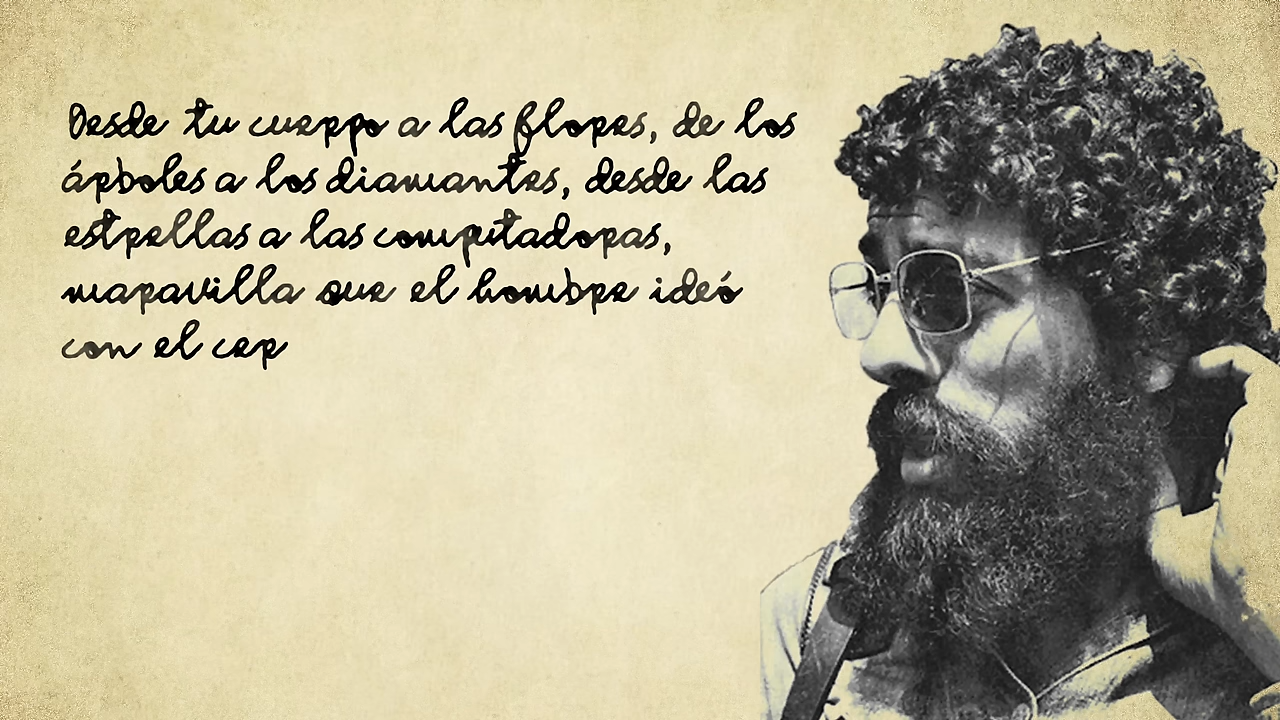 Desde tu cuerpo a las flores, de los
árboles a los diamantes, desde las
estrellas a las computadoras,
maravilla que el hombre ideó
con el cer